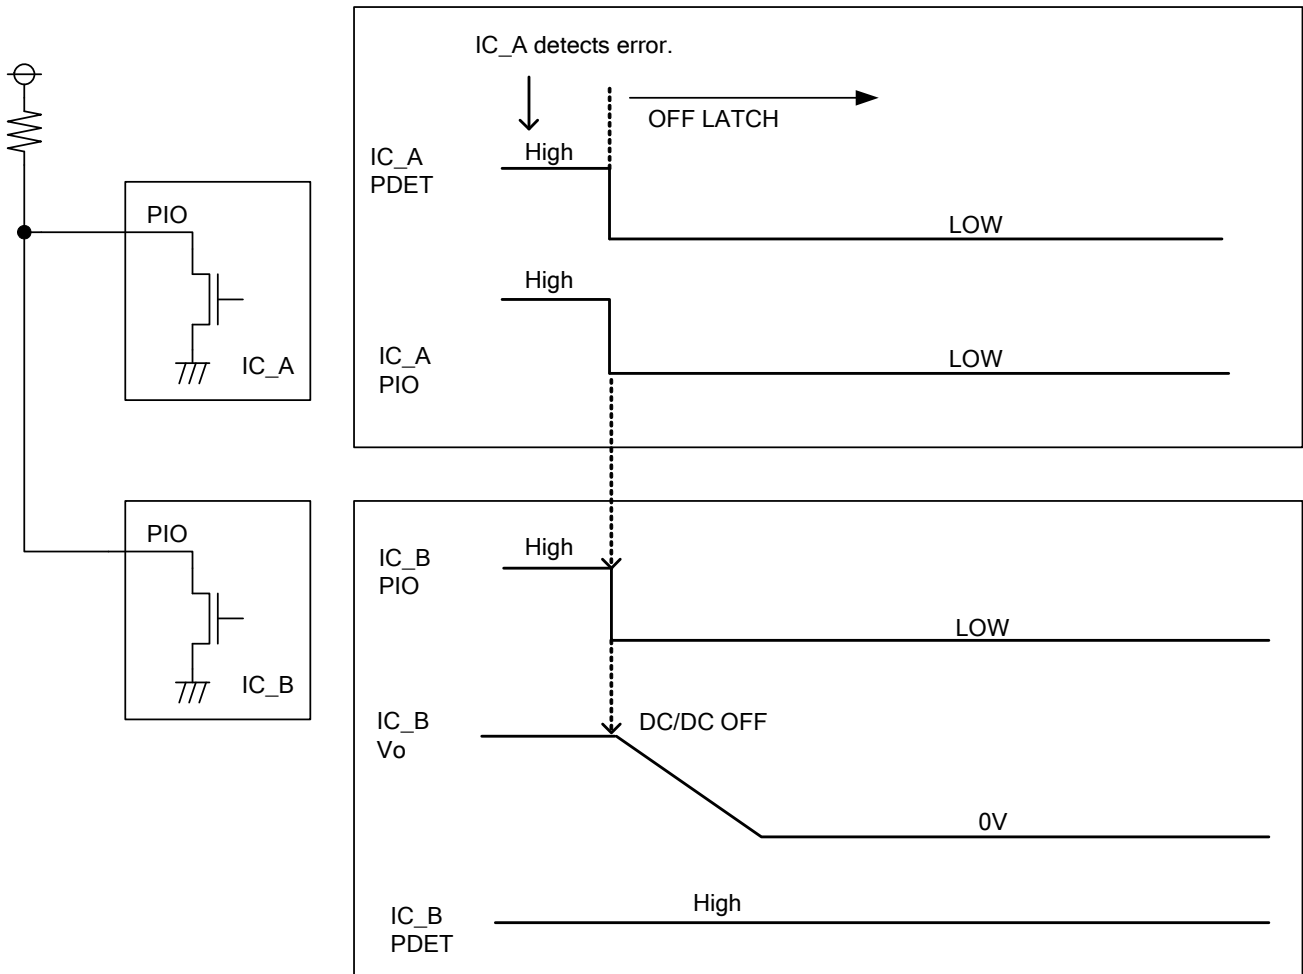 IC_A detects error.
OFF LATCH
High
IC_A
PDET
LOW
PIO
High
IC_A
IC_A
PIO
LOW
PIO
IC_B
PIO
High
LOW
IC_B
IC_B
Vo
DC/DC OFF
0V
IC_B
PDET
High